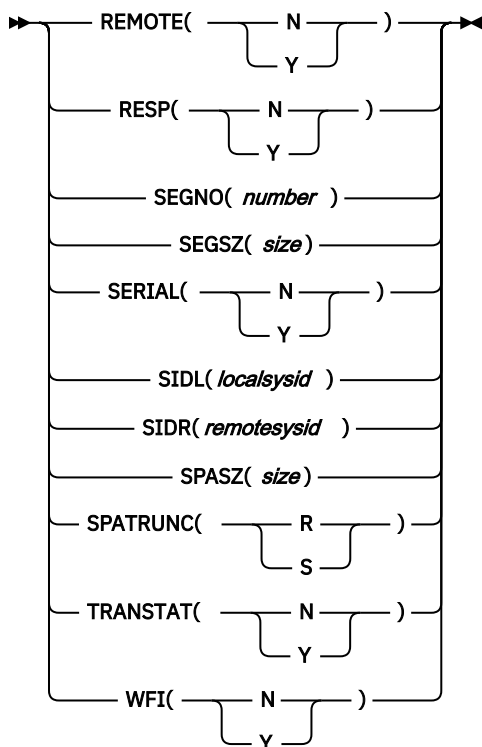 REMOTE( N )
Y
RESP( N )
Y
SEGNO( number )
SEGSZ( size )
SERIAL( N )
Y
SIDL( localsysid )
SIDR( remotesysid )
SPASZ( size )
SPATRUNC( R )
S
TRANSTAT( N )
Y
WFI( N )
Y